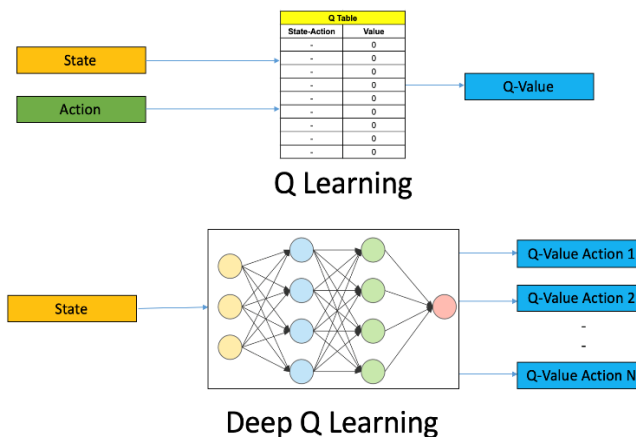 Q Table
State-Action Value
- 0
- 0
- 0
- 0
- 0
- 0
- 0
- 0
- 0
State
Action
Q-Value
Q Learning
State
Q-Value Action 1
Q-Value Action 2
-
-
Q-Value Action N
Deep Q Learning